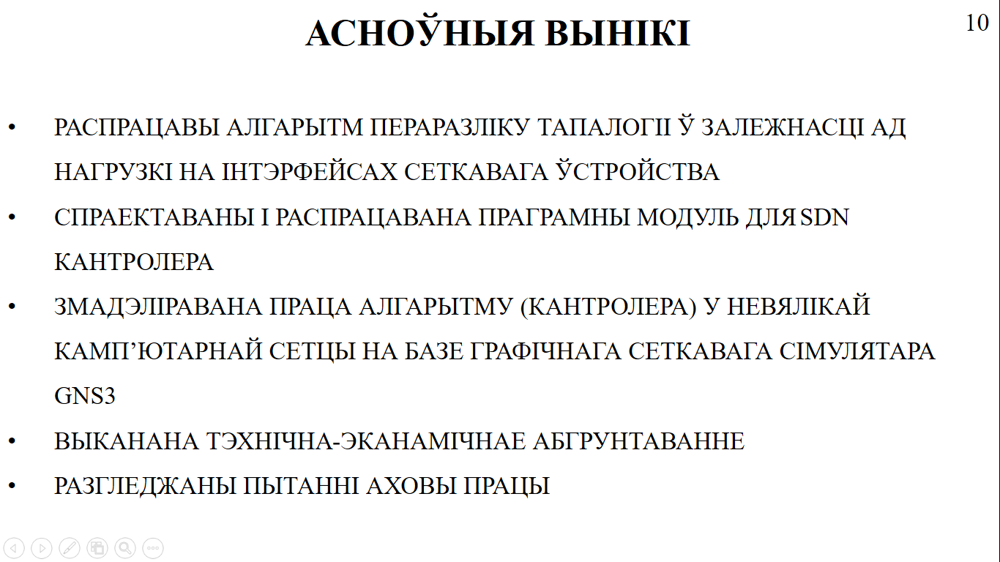 АСНОЎНЫЯ ВЫНІКІ
10
• РАСПРАЦАВЫ АЛГАРЫТМ ПЕРАРАЗЛІКУ ТАПАЛОГІІ Ў ЗАЛЕЖНАСЦІ АД
НАГРУЗКІ НА ІНТЭРФЕЙСАХ СЕТКАВАГА ЎСТРОЙСТВА
• СПРАЕКТАВАНЫ І РАСПРАЦАВАНА ПРАГРАМНЫ МОДУЛЬ ДЛЯ SDN
КАНТРОЛЕРА
• ЗМАДЭЛІРАВАНА ПРАЦА АЛГАРЫТМУ (КАНТРОЛЕРА) У НЕВЯЛІКАЙ
КАМП’ЮТАРНАЙ СЕТЦЫ НА БАЗЕ ГРАФІЧНАГА СЕТКАВАГА СІМУЛЯТАРА
GNS3
• ВЫКАНАНА ТЭХНІЧНА-ЭКАНАМІЧНАЕ АБГРУНТАВАННЕ
• РАЗГЛЕДЖАНЫ ПЫТАННІ АХОВЫ ПРАЦЫ